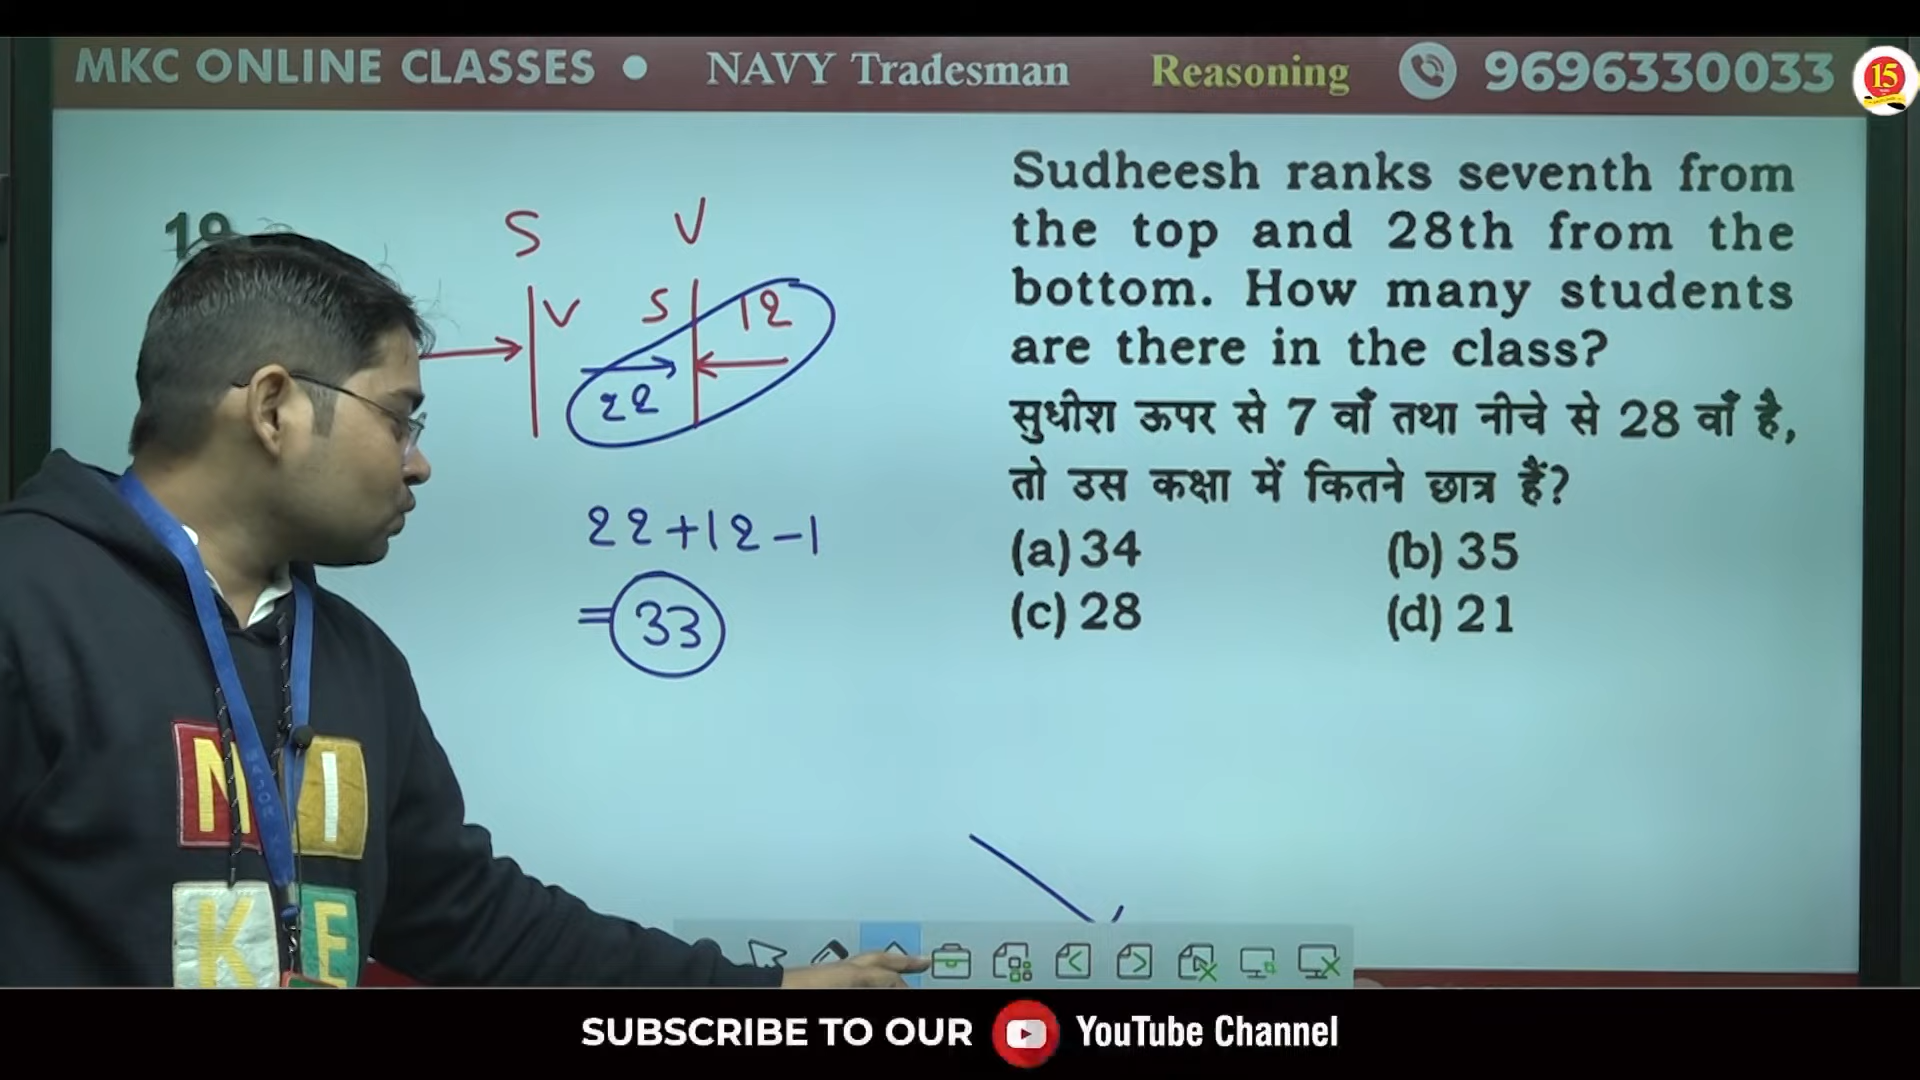 MKC ONLINE CLASSES • NAVY Tradesman Reasoning 9696330033
15
19
S V
V S 12
22
22+12-1
=33
Sudheesh ranks seventh from
the top and 28th from the
bottom. How many students
are there in the class?
सुधीश ऊपर से 7 वाँ तथा नीचे से 28 वाँ है,
तो उस कक्षा में कितने छात्र हैं?
(a) 34 (b) 35
(c) 28 (d) 21
N I
K E
SUBSCRIBE TO OUR YouTube Channel